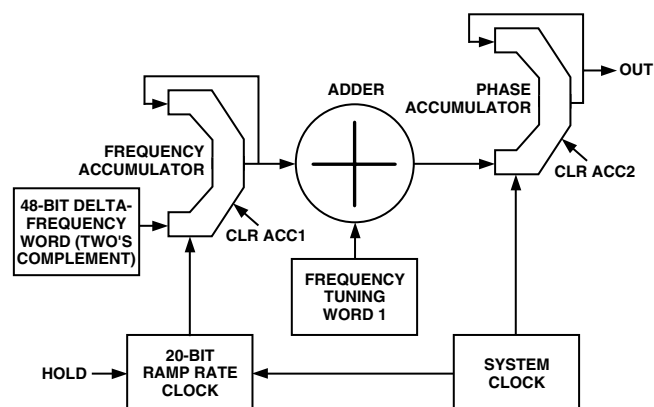 OUT
PHASE
ACCUMULATOR
ADDER
FREQUENCY
ACCUMULATOR
CLR ACC2
48-BIT DELTA-
FREQUENCY
WORD (TWO'S
COMPLEMENT)
CLR ACC1
FREQUENCY
TUNING
WORD 1
HOLD
20-BIT
RAMP RATE
CLOCK
SYSTEM
CLOCK